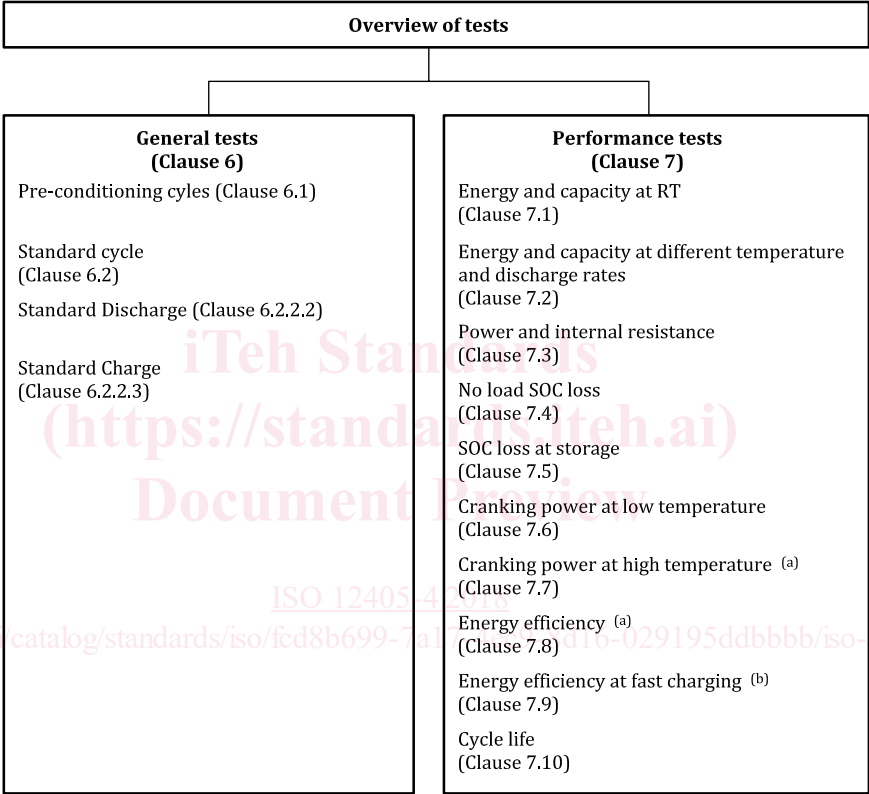 Overview of tests
General tests
(Clause 6)
Pre-conditioning cyles (Clause 6.1)
Standard cycle
(Clause 6.2)
Standard Discharge (Clause 6.2.2.2)
Standard Charge
(Clause 6.2.2.3)
Performance tests
(Clause 7)
Energy and capacity at RT
(Clause 7.1)
Energy and capacity at different temperature
and discharge rates
(Clause 7.2)
Power and internal resistance
(Clause 7.3)
No load SOC loss
(Clause 7.4)
SOC loss at storage
(Clause 7.5)
Cranking power at low temperature
(Clause 7.6)
Cranking power at high temperature (a)
(Clause 7.7)
Energy efficiency (a)
(Clause 7.8)
Energy efficiency at fast charging (b)
(Clause 7.9)
Cycle life
(Clause 7.10)
iTeh Standards
(https://standards.iteh.ai)
Document Preview
ISO 12405-4:2018